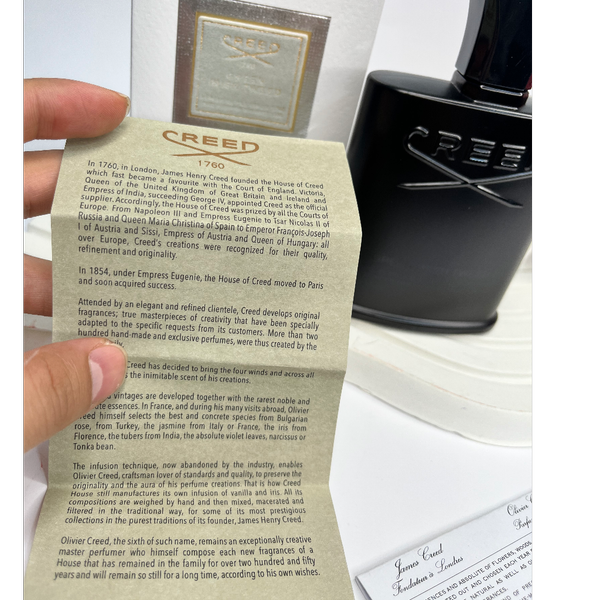 CREED
CREED
1760
CREE
In 1760, in London, James Henry Creed founded the House of Creed
which fast became a favourite with the Court of England. Victoria,
Queen of the United Kingdom of Great Britain and Ireland and
Empress of India, succeeding George IV, appointed Creed as the official
supplier. Accordingly, the House of Creed was prized by all the Courts of
Europe. From Napoleon III and Empress Eugenie to Tsar Nicolas II of
Russia and Queen Maria Christina of Spain to Emperor François-Joseph
I of Austria and Sissi, Empress of Austria and Queen of Hungary: all
over Europe, Creed's creations were recognized for their quality,
refinement and originality.
In 1854, under Empress Eugenie, the House of Creed moved to Paris
and soon acquired success.
Attended by an elegant and refined clientele, Creed develops original
fragrances; true masterpieces of creativity that have been specially
adapted to the specific requests from its customers. More than two
hundred hand-made and exclusive perfumes, were thus created by the
Creed has decided to bring the four winds and across all
the inimitable scent of his creations.
vintages are developed together with the rarest noble and
essences. In France, and during his many visits abroad, Olivier
himself selects the best and concrete species from Bulgarian
rose, from Turkey, the jasmine from Italy or France, the iris from
Florence, the tubers from India, the absolute violet leaves, narcissus or
Tonka bean.
The infusion technique, now abandoned by the industry, enables
Olivier Creed, craftsman lover of standards and quality, to preserve the
originality and the aura of his perfume creations. That is how Creed
House still manufactures its own infusion of vanilla and iris. All its
compositions are weighed by hand and then mixed, macerated and
filtered in the traditional way, for some of its most prestigious
collections in the purest traditions of its founder, James Henry Creed.
Olivier Creed, the sixth of such name, remains an exceptionally creative
master perfumer who himself compose each new fragrances of a
House that has remained in the family for over two hundred and fifty
years and will remain so still for a long time, according to his own wishes.
James Creed
Fondateur's Londus
Olivier
AND ABSOLUTE OF FLOWERS, WOODS,
OUT AND CHOSEN EACH YEAR
NATURAL AS WELL AS